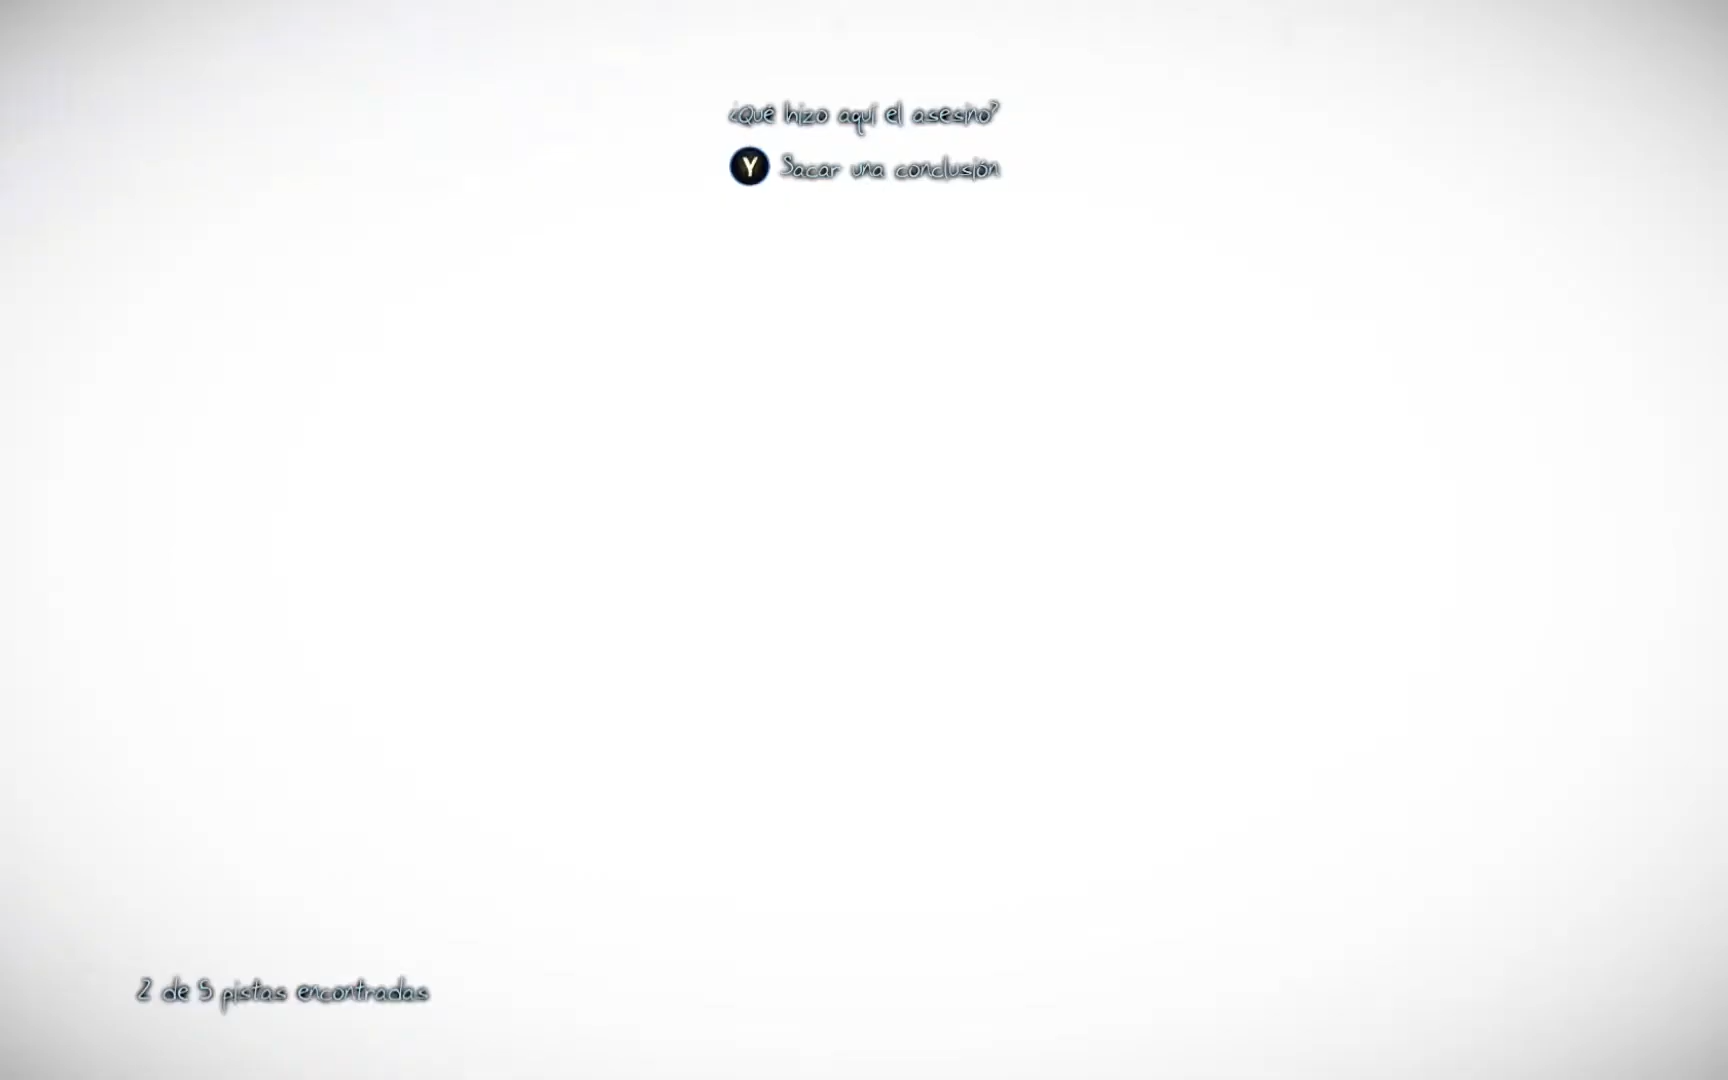 ¿Qué hizo aquí el asesino?
Y Sacar una conclusión
2 de 5 pistas encontradas